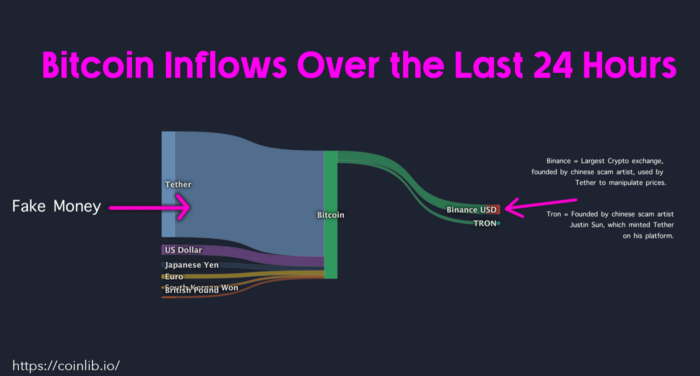 Bitcoin Inflows Over the Last 24 Hours
Tether
Fake Money
US Dollar
Japanese Yen
Euro
South Korean Won
British Pound
Bitcoin
Binance USD
TRON
Binance = Largest Crypto exchange,
founded by chinese scam artist, used by
Tether to manipulate prices.
Tron = Founded by chinese scam artist
Justin Sun, which minted Tether
on his platform.
https://coinlib.io/